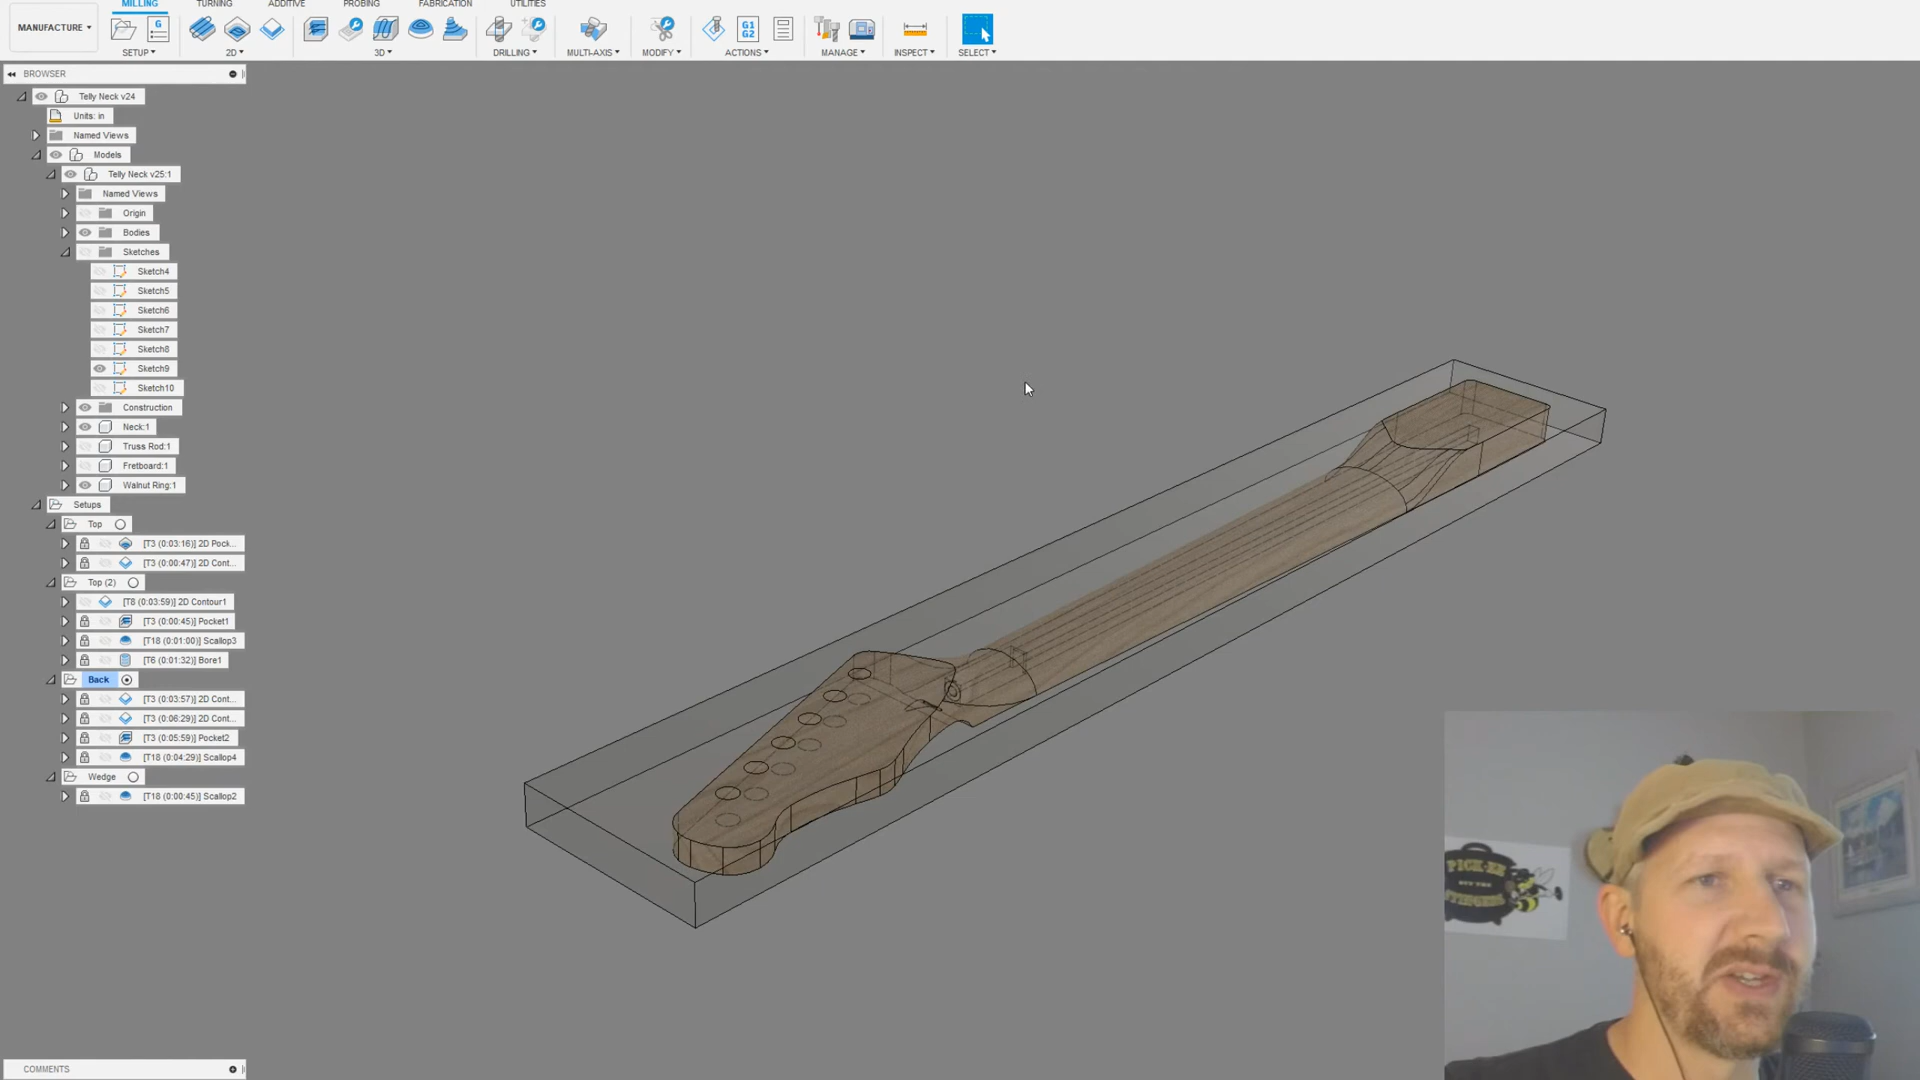 MILLING
TURNING
ADDITIVE
PROBING
FABRICATION
UTILITIES
MANUFACTURE
G
G1
G2
SETUP
2D
3D
DRILLING
MULTI-AXIS
MODIFY
ACTIONS
MANAGE
INSPECT
SELECT
BROWSER
Telly Neck v24
Units: in
Named Views
Models
Telly Neck v25:1
Named Views
Origin
Bodies
Sketches
Sketch4
Sketch5
Sketch6
Sketch7
Sketch8
Sketch9
Sketch10
Construction
Neck:1
Truss Rod:1
Fretboard:1
Walnut Ring:1
Setups
Top
[T3 (0:03:16)] 2D Pock...
[T3 (0:00:47)] 2D Cont...
Top (2)
[T8 (0:03:59)] 2D Contour1
[T3 (0:00:45)] Pocket1
[T18 (0:01:00)] Scallop3
[T6 (0:01:32)] Bore1
Back
[T3 (0:03:57)] 2D Cont...
[T3 (0:06:29)] 2D Cont...
[T3 (0:05:59)] Pocket2
[T18 (0:04:29)] Scallop4
Wedge
[T18 (0:00:45)] Scallop2
PICK-EE
STINGERS
COMMENTS